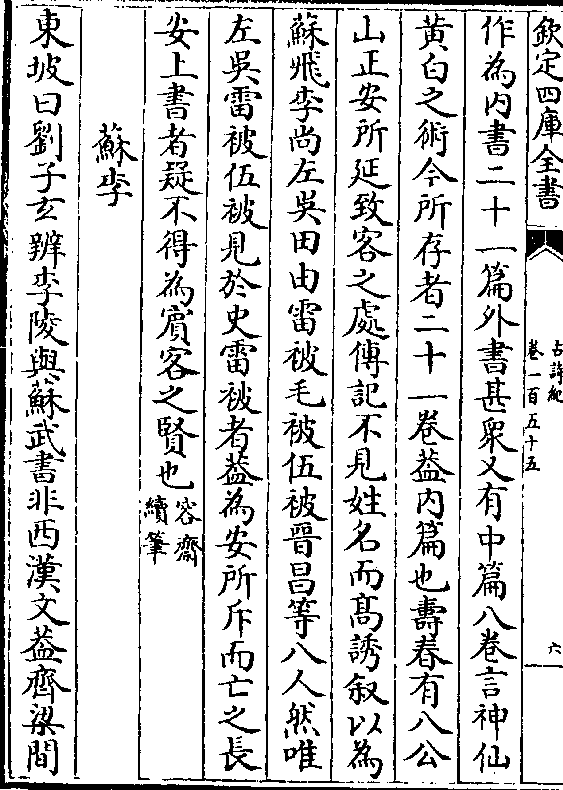 欽定四庫全書
古詩紀
卷一百五十五
六
作為内書二十一篇外書甚衆又有中篇八卷言神仙
黄白之術今所存者二十一卷葢内篇也壽春有八公
山正安所延致客之處傳記不見姓名而髙誘叙以為
蘇飛李尚左吳田由雷被毛被伍被晉昌等八人然唯
左吳雷被伍被見於史雷被者葢為安所斥而亡之長
安上書者疑不得為賔客之賢也容齋
續筆
蘇李
東坡曰劉子玄辨李陵與蘇武書非西漢文葢齊梁間